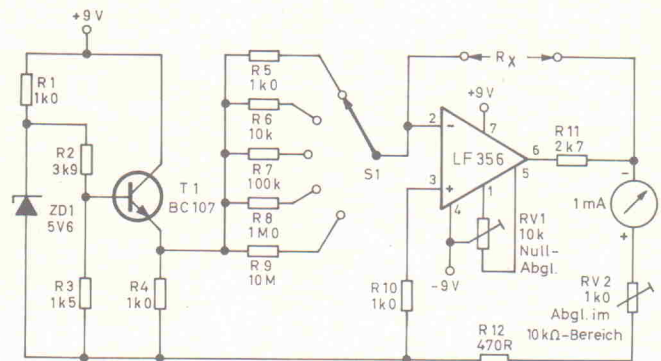 +9V
R1
1k0
R2
3k9
ZD1
5V6
R3
1k5
T1
BC107
R4
1k0
R5
1k0
R6
10k
R7
100k
R8
1M0
R9
10M
S1
RX
+9V
2
−
7
LF 356
3
+
6
5
1
4
-9V
RV1
10k
Null-
Abgl.
R10
1k0
R11
2k7
−
1mA
+
RV2
1k0
Abgl. im
10kΩ-Bereich
R12
470R